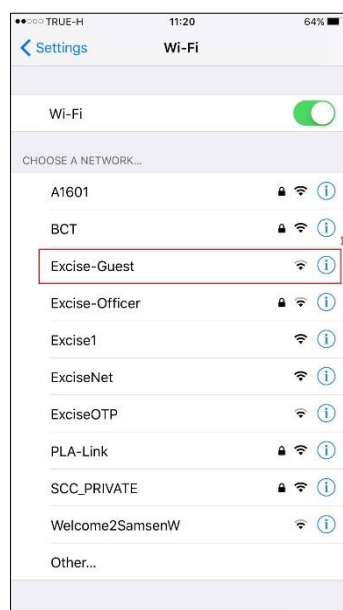 TRUE-H 11:20 64%
Settings Wi-Fi
Wi-Fi
CHOOSE A NETWORK...
A1601
BCT
1
Excise-Guest
Excise-Officer
Excise1
ExciseNet
ExciseOTP
PLA-Link
SCC_PRIVATE
Welcome2SamsenW
Other...